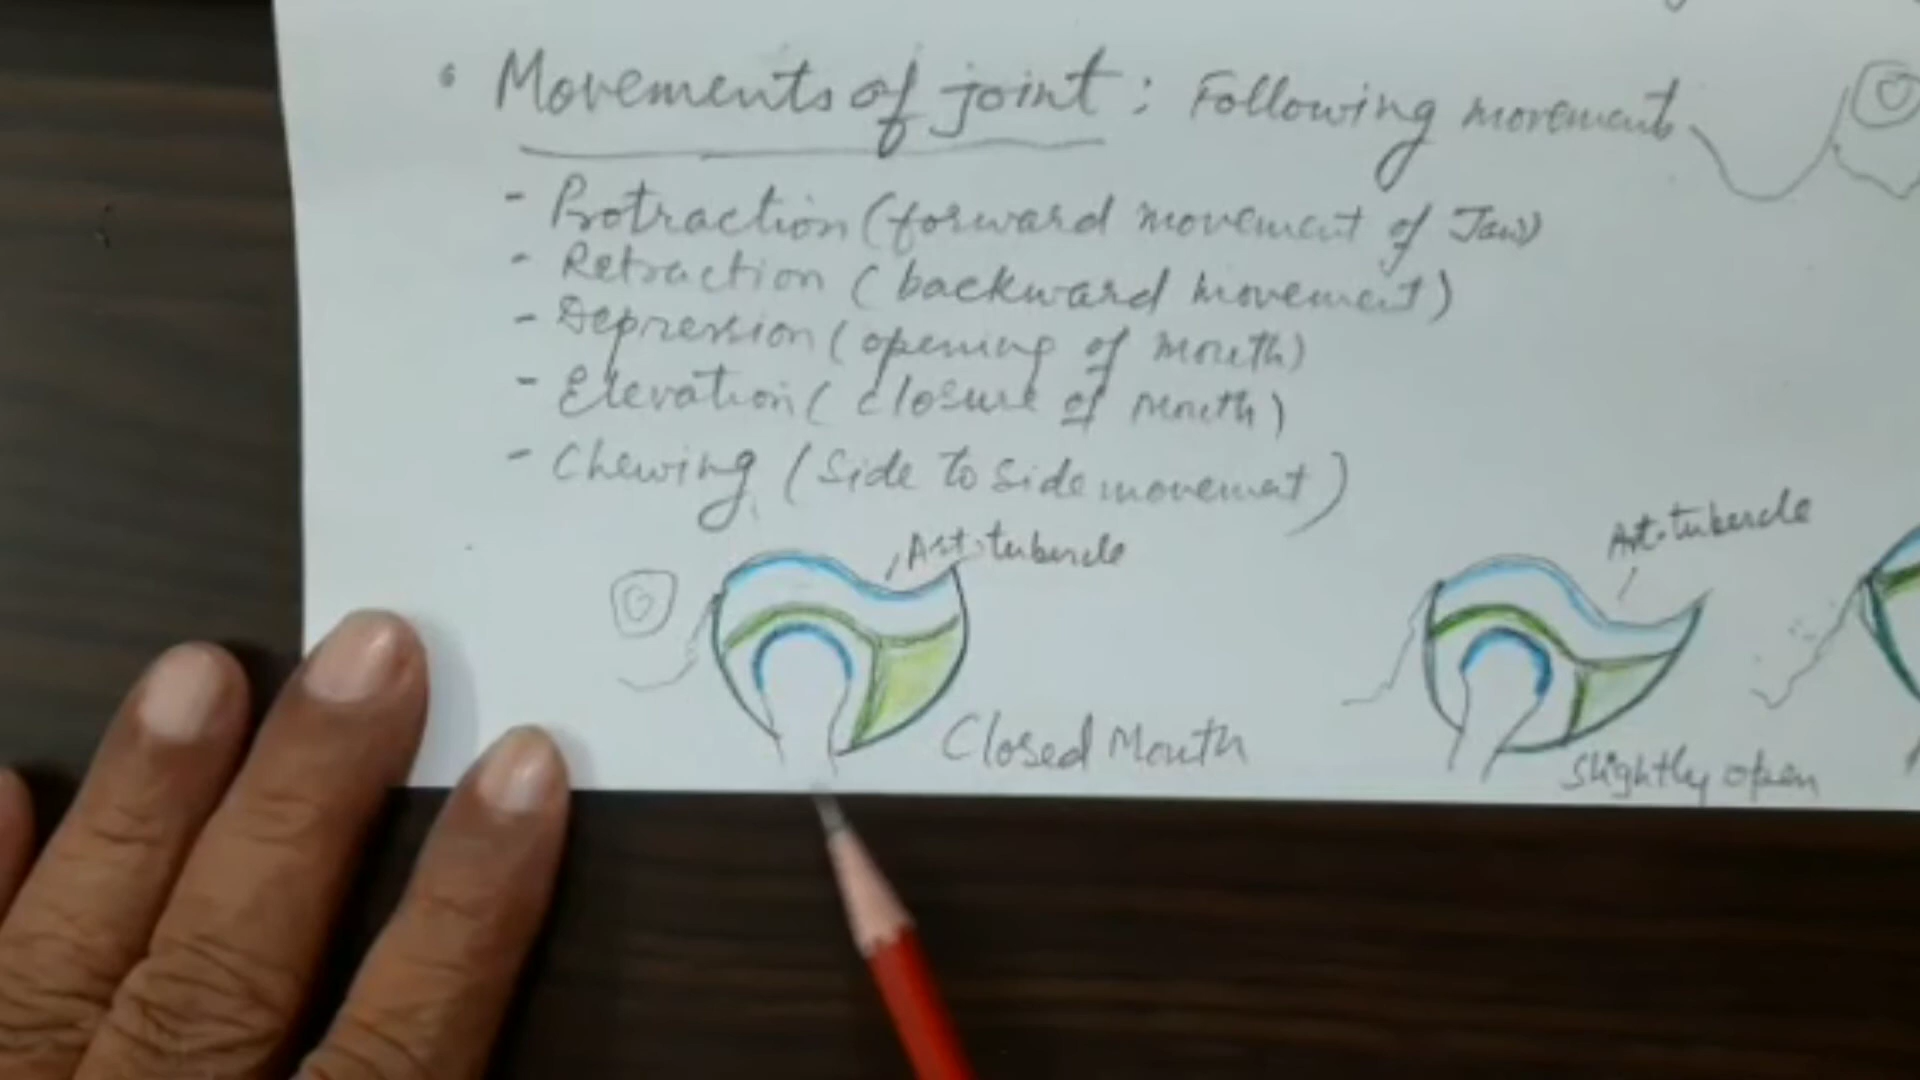 Movements of joint : Following movements
- Protraction (forward movement of Jaw)
- Retraction (backward movement)
- Depression (opening of mouth)
- Elevation (closure of mouth)
- Chewing (Side to Side movement)
Art. tubercle
Art. tubercle
Closed Mouth
Slightly open